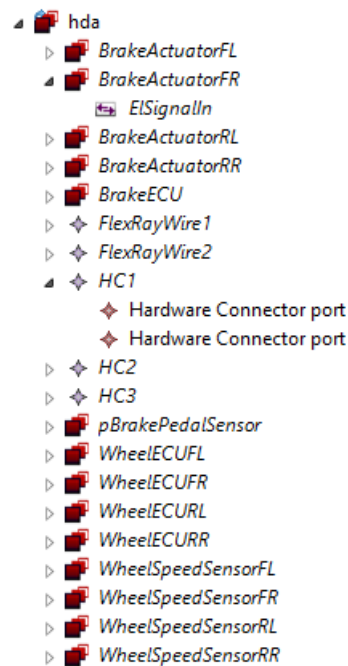 hda
BrakeActuatorFL
BrakeActuatorFR
ElSignalIn
BrakeActuatorRL
BrakeActuatorRR
BrakeECU
FlexRayWire1
FlexRayWire2
HC1
Hardware Connector port
Hardware Connector port
HC2
HC3
pBrakePedalSensor
WheelECUFL
WheelECUFR
WheelECURL
WheelECURR
WheelSpeedSensorFL
WheelSpeedSensorFR
WheelSpeedSensorRL
WheelSpeedSensorRR